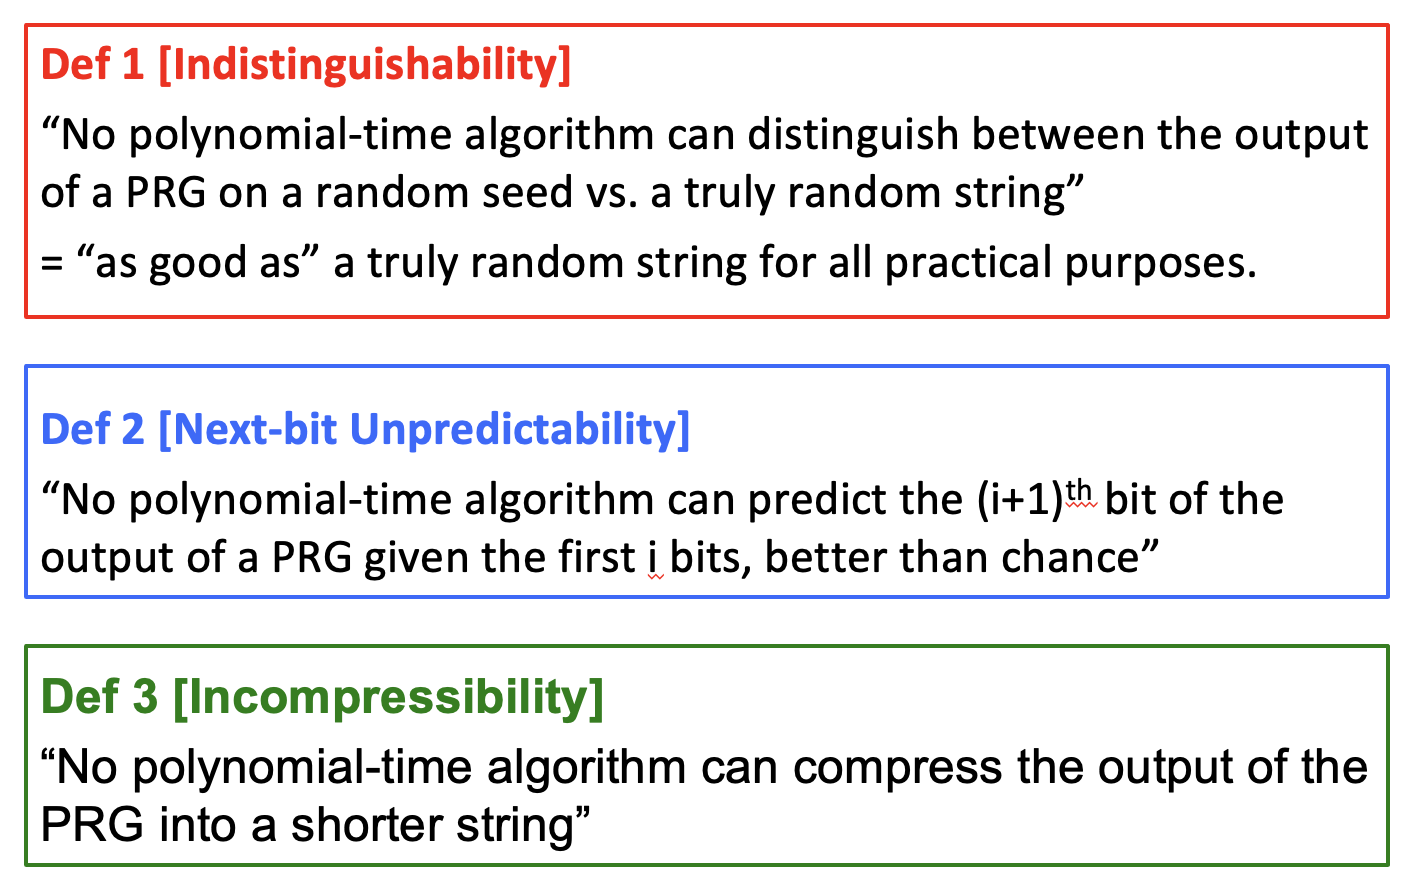 Def 1 [Indistinguishability]
“No polynomial-time algorithm can distinguish between the output
of a PRG on a random seed vs. a truly random string”
= “as good as” a truly random string for all practical purposes.
Def 2 [Next-bit Unpredictability]
“No polynomial-time algorithm can predict the (i+1)th bit of the
output of a PRG given the first i bits, better than chance”
Def 3 [Incompressibility]
“No polynomial-time algorithm can compress the output of the
PRG into a shorter string”